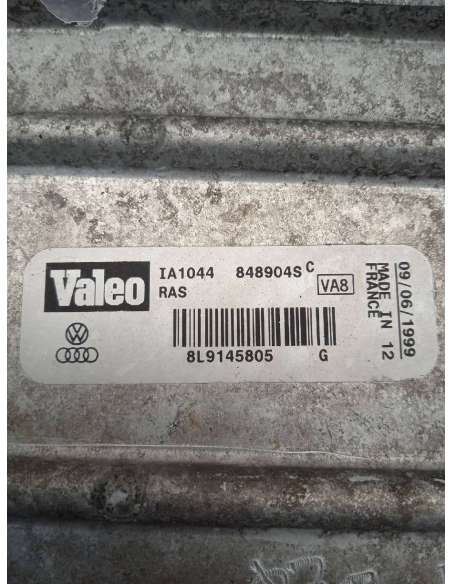 Valeo
IA1044 848904S C
RAS
VA8
8L9145805 G
09/06/1999
MADE IN 12
FRANCE